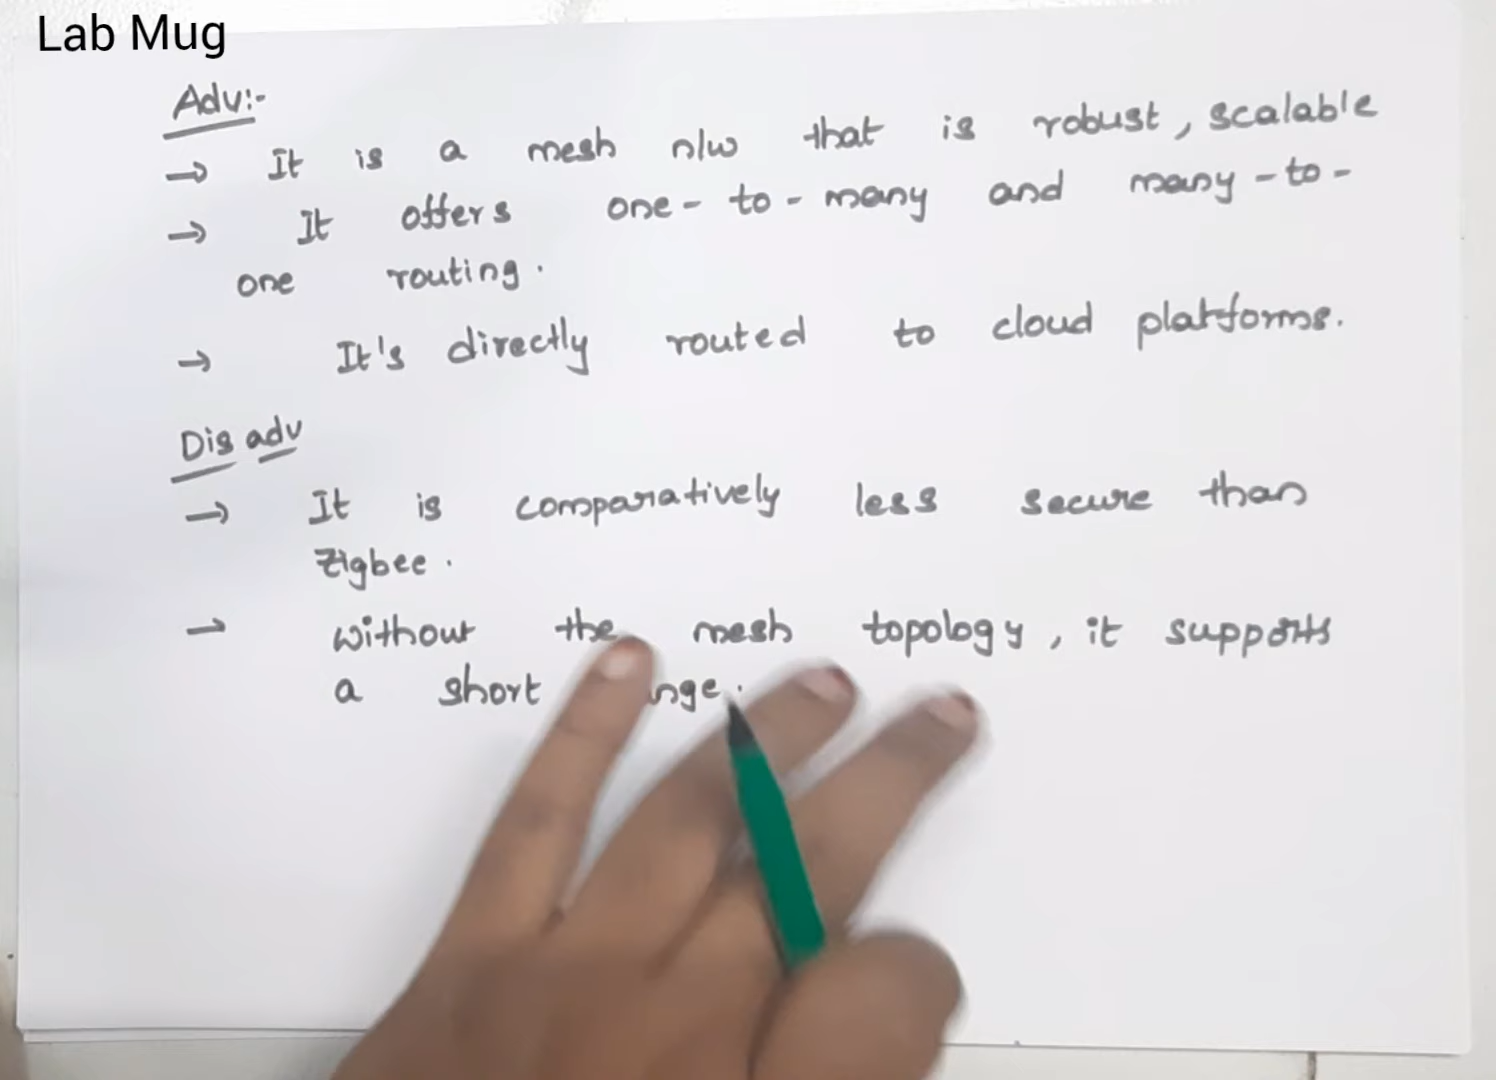 Lab Mug
Adv:-
→ It is a mesh n/w that is robust, scalable
→ It offers one-to-many and many-to-
one routing.
→ It's directly routed to cloud platforms.
Dis adv
→ It is comparatively less secure than
Zigbee.
→ without the mesh topology, it supports
a short